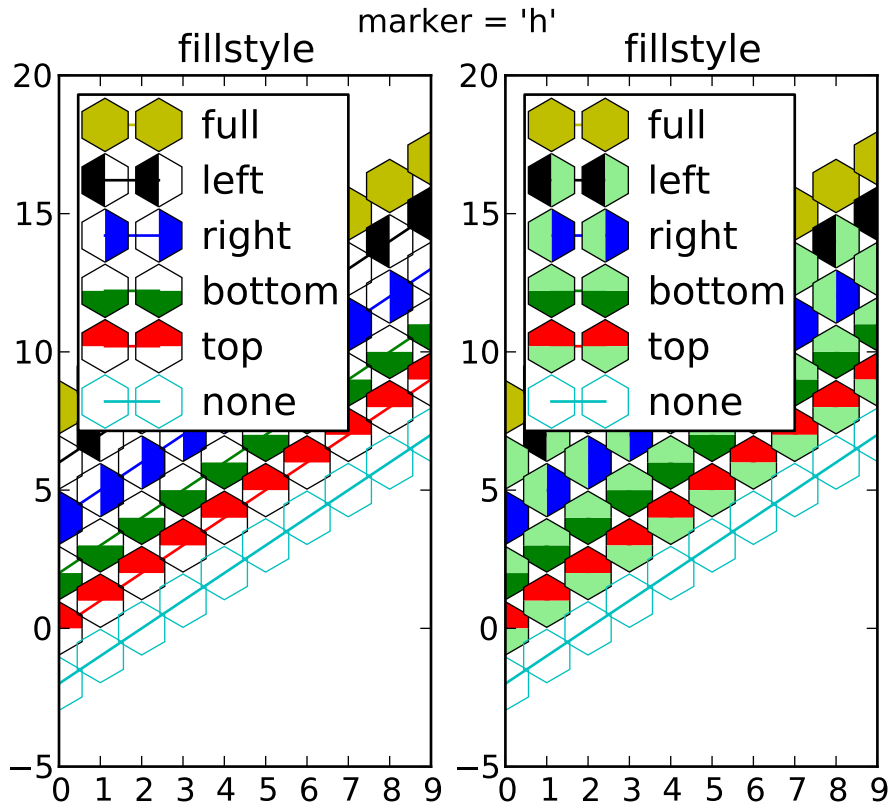 marker = 'h'
fillstyle
20
15
10
5
0
−5
full
left
right
bottom
top
none
0 1 2 3 4 5 6 7 8 9
fillstyle
20
15
10
5
0
−5
full
left
right
bottom
top
none
0 1 2 3 4 5 6 7 8 9